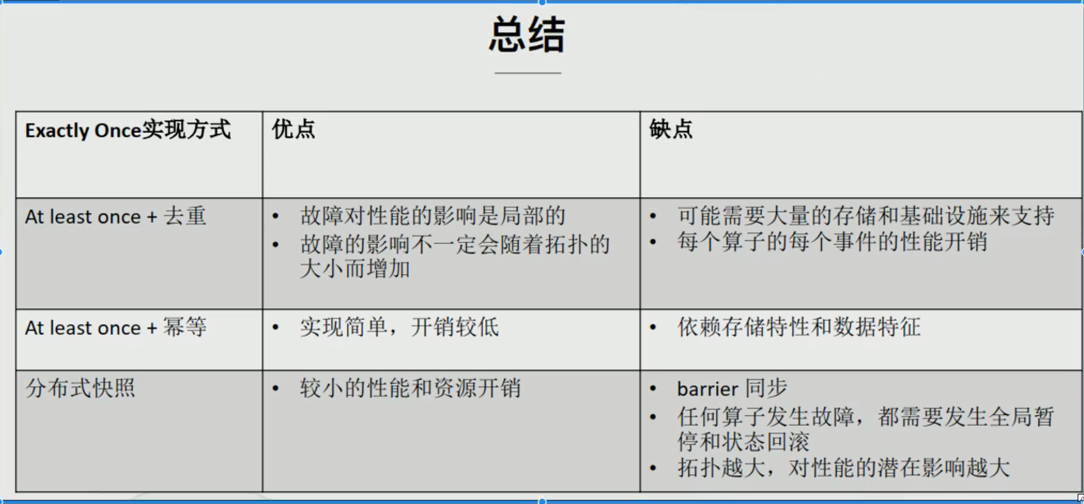 总结
Exactly Once实现方式
优点
缺点
At least once + 去重
• 故障对性能的影响是局部的
• 故障的影响不一定会随着拓扑的
大小而增加
• 可能需要大量的存储和基础设施来支持
• 每个算子的每个事件的性能开销
At least once + 幂等
• 实现简单，开销较低
• 依赖存储特性和数据特征
分布式快照
• 较小的性能和资源开销
• barrier 同步
• 任何算子发生故障，都需要发生全局暂
停和状态回滚
• 拓扑越大，对性能的潜在影响越大